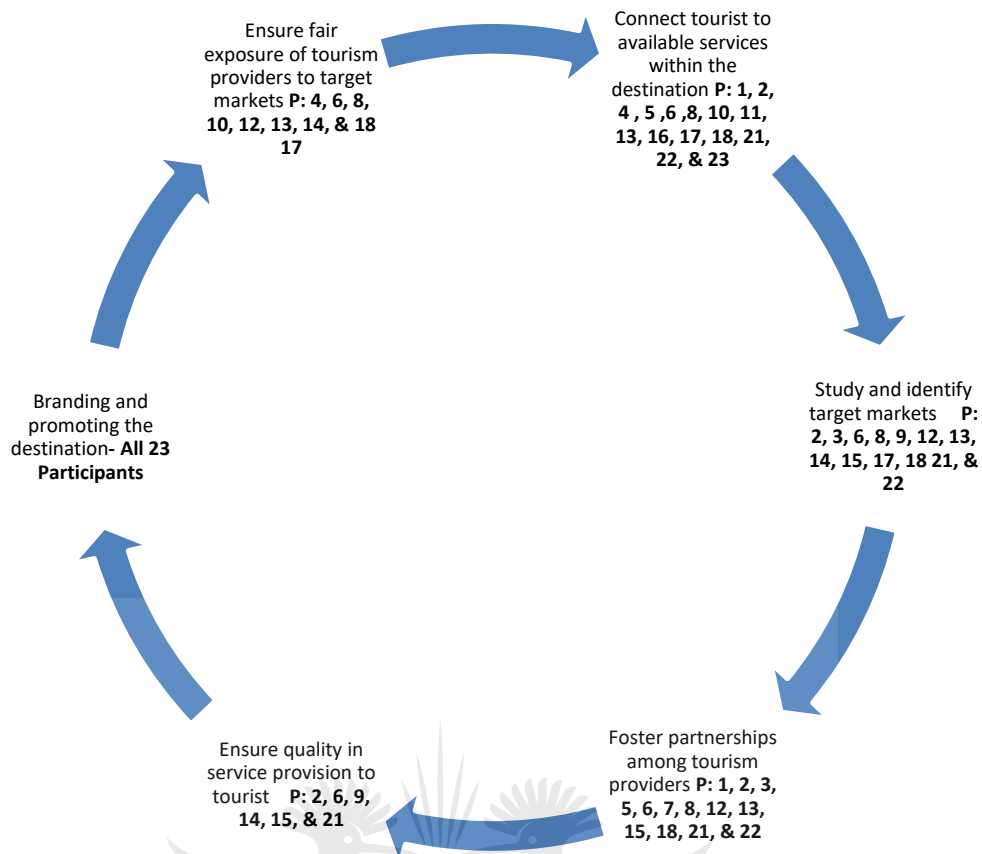 Ensure fair
exposure of tourism
providers to target
markets P: 4, 6, 8,
10, 12, 13, 14, & 18
17
Connect tourist to
available services
within the
destination P: 1, 2,
4 , 5 ,6 ,8, 10, 11,
13, 16, 17, 18, 21,
22, & 23
Study and identify
target markets P:
2, 3, 6, 8, 9, 12, 13,
14, 15, 17, 18 21, &
22
Foster partnerships
among tourism
providers P: 1, 2, 3,
5, 6, 7, 8, 12, 13,
15, 18, 21, & 22
Ensure quality in
service provision to
tourist P: 2, 6, 9,
14, 15, & 21
Branding and
promoting the
destination- All 23
Participants